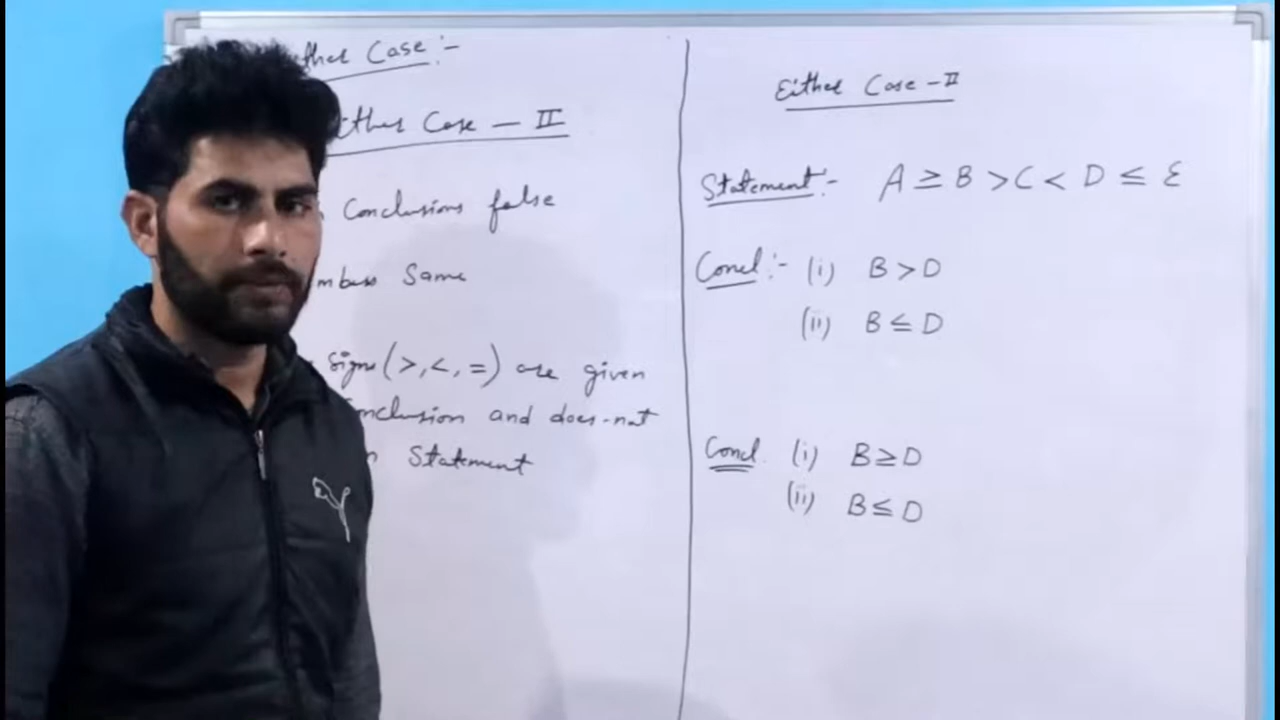 Case:-
Case - II
Conclusions false
Same
Signs (>, <, =) are given
and does-not
Statement
Either Case - II
Statement:- A ≥ B > C < D ≤ E
Concl:- (i) B > D
(ii) B ≤ D
Concl. (i) B ≥ D
(ii) B ≤ D